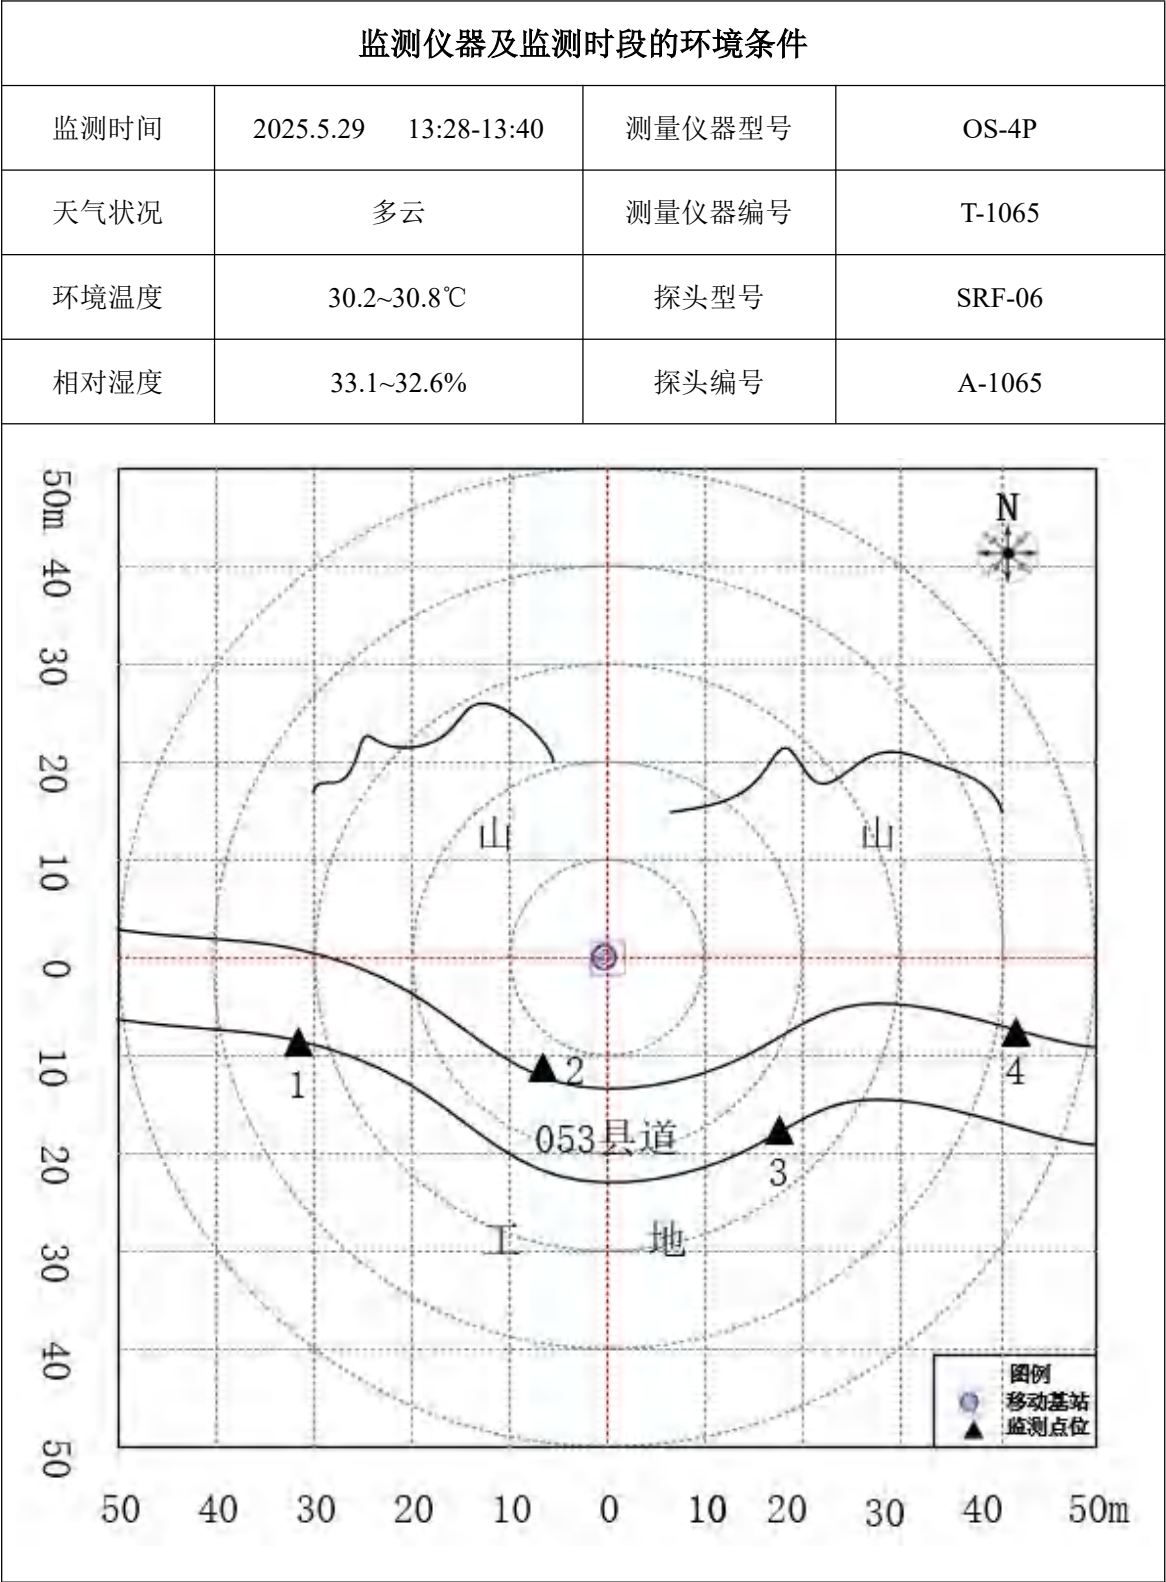 监测仪器及监测时段的环境条件
监测时间 2025.5.29 13:28-13:40 测量仪器型号 OS-4P
天气状况 多云 测量仪器编号 T-1065
环境温度 30.2~30.8℃ 探头型号 SRF-06
相对湿度 33.1~32.6% 探头编号 A-1065
50m
40
30
20
10
0
10
20
30
40
50
N
山 山
1
2
4
053县道
3
工 地
图例
移动基站
监测点位
50 40 30 20 10 0 10 20 30 40 50m